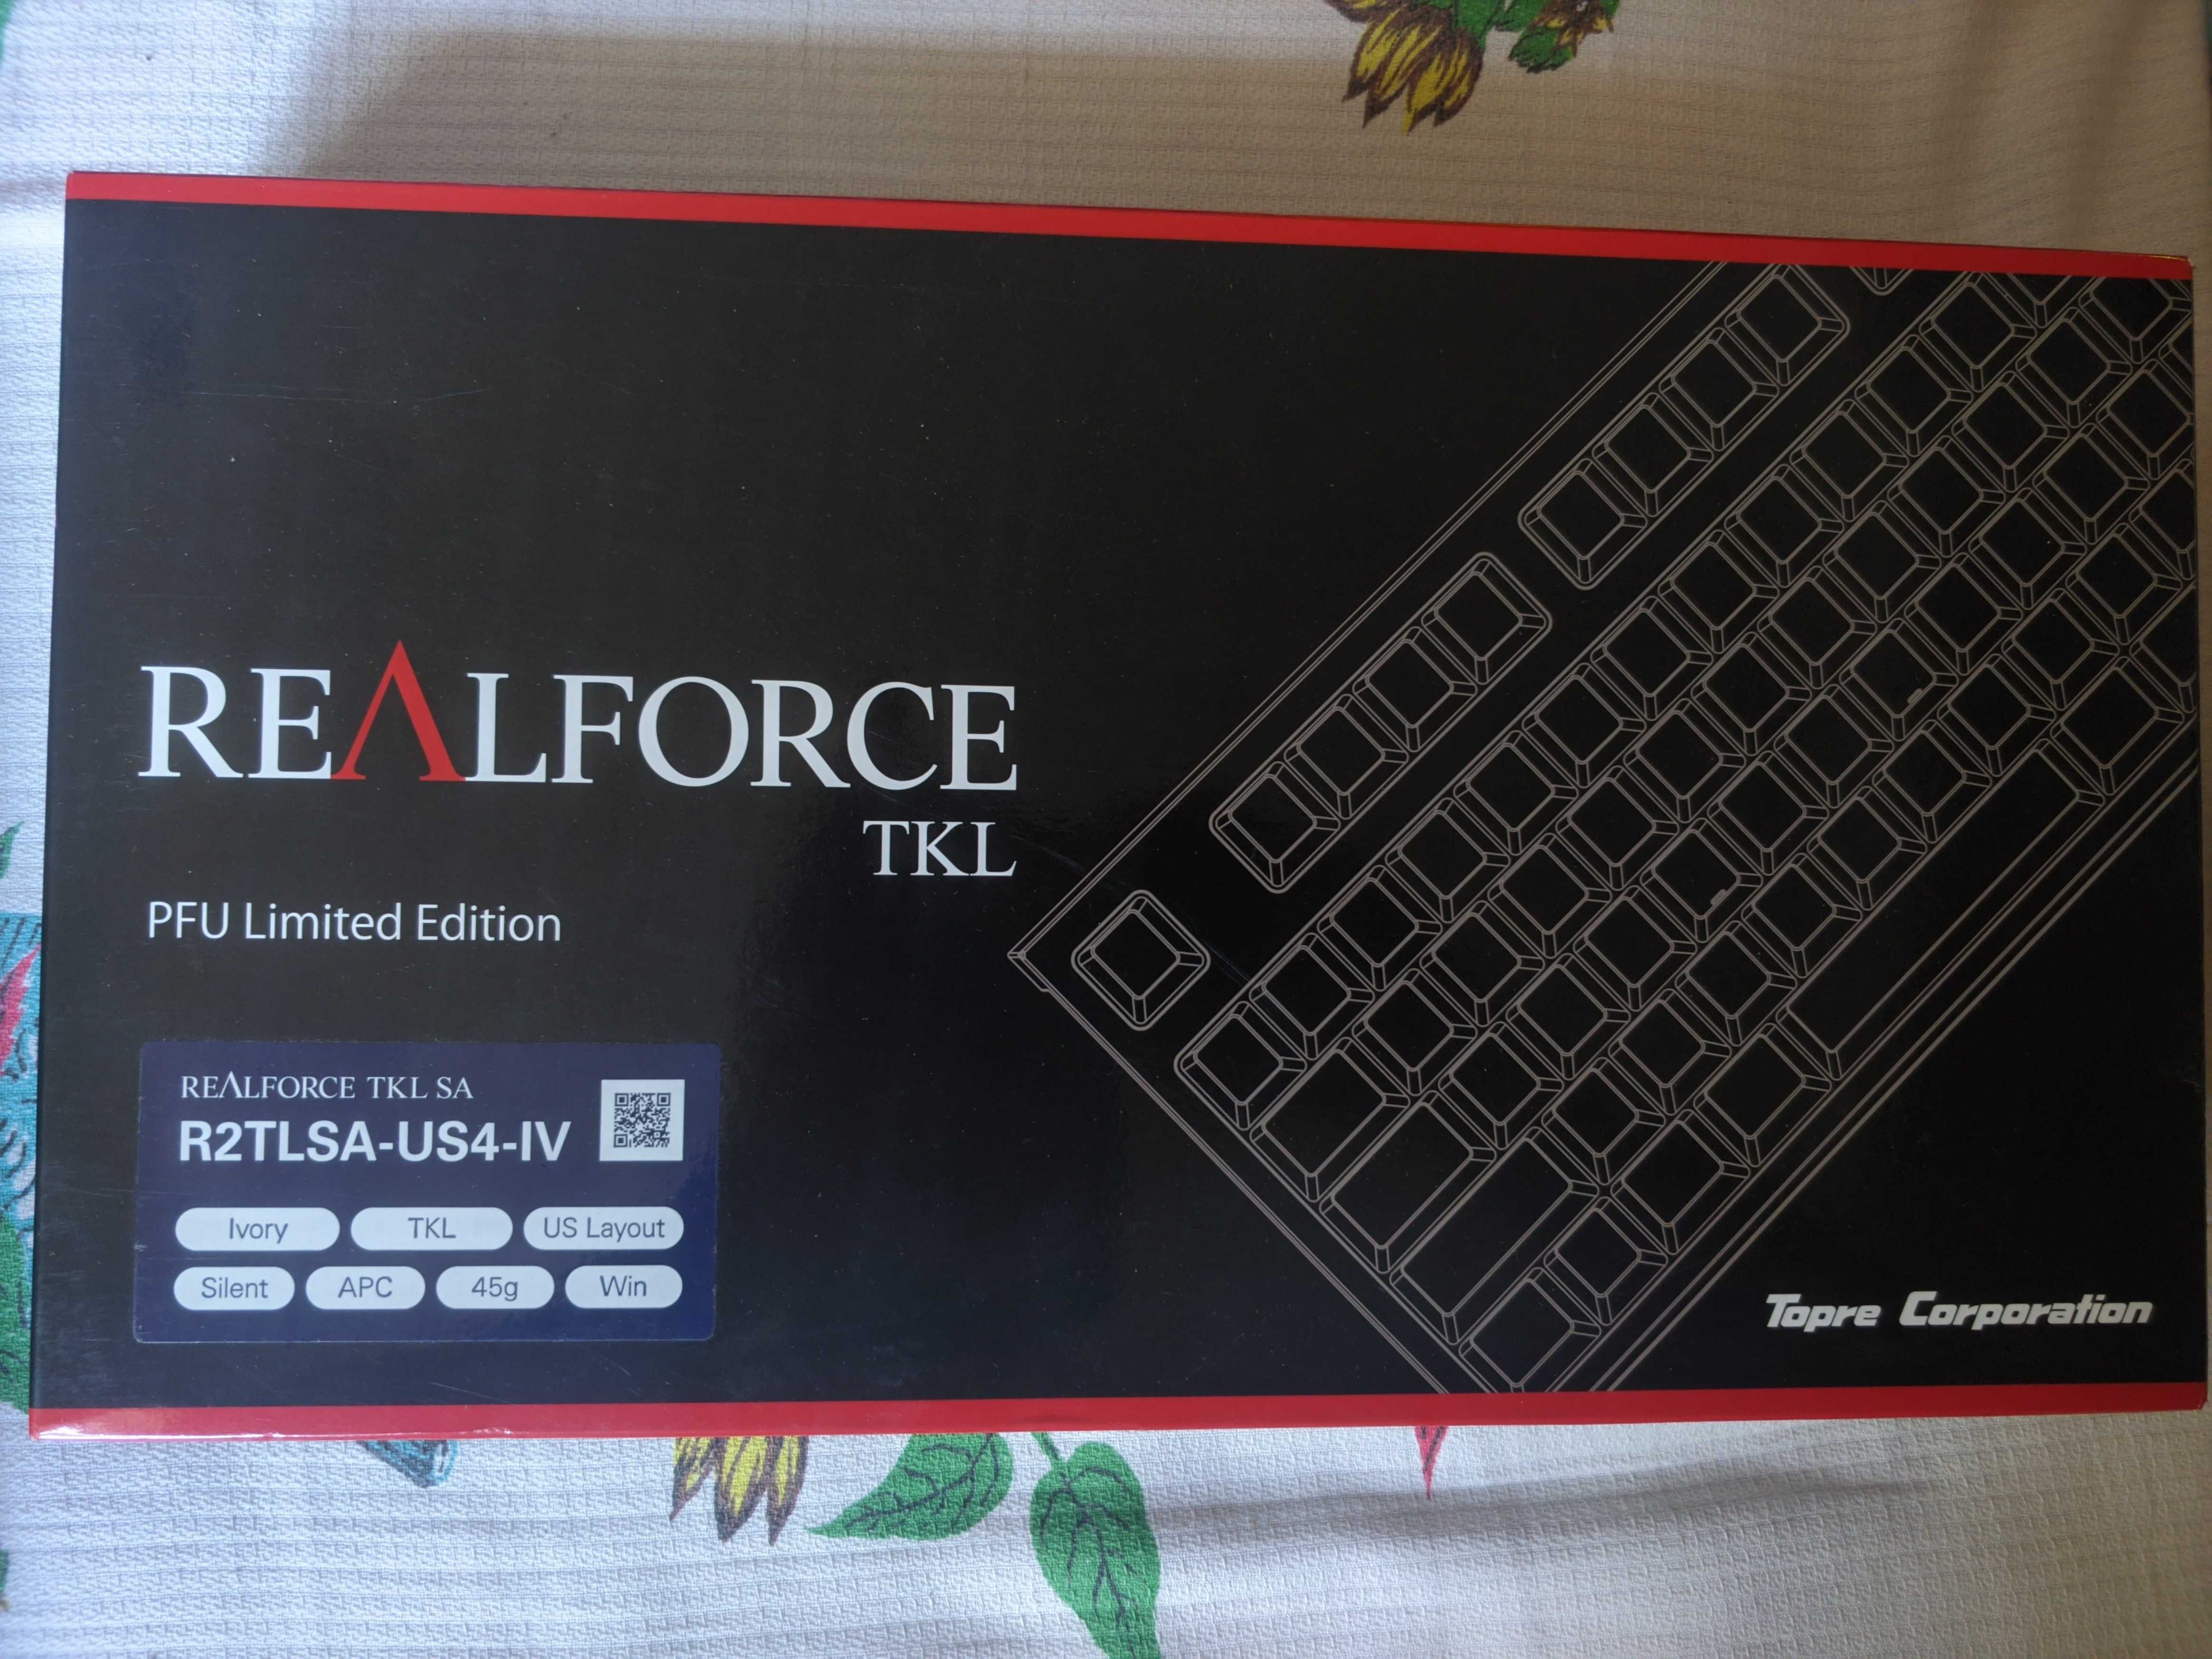 REALFORCE
TKL
PFU Limited Edition
REALFORCE TKL SA
R2TLSA-US4-IV
Ivory TKL US Layout
Silent APC 45g Win
Topre Corporation